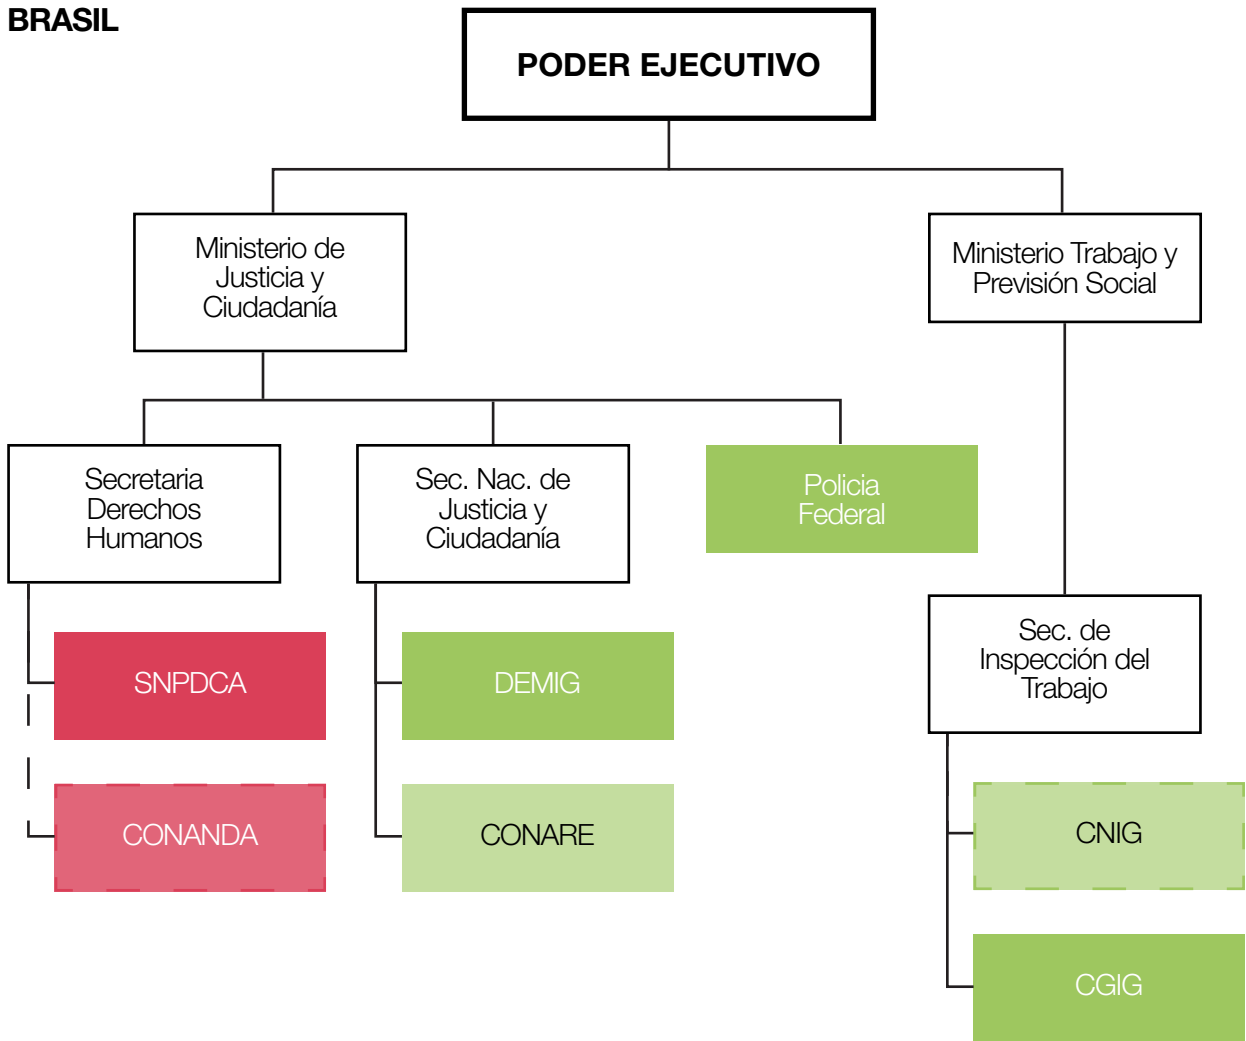 BRASIL
PODER EJECUTIVO
Ministerio de
Justicia y
Ciudadanía
Ministerio Trabajo y
Previsión Social
Secretaria
Derechos
Humanos
Sec. Nac. de
Justicia y
Ciudadanía
Policia
Federal
Sec. de
Inspección del
Trabajo
SNPDCA
DEMIG
CONANDA
CONARE
CNIG
CGIG